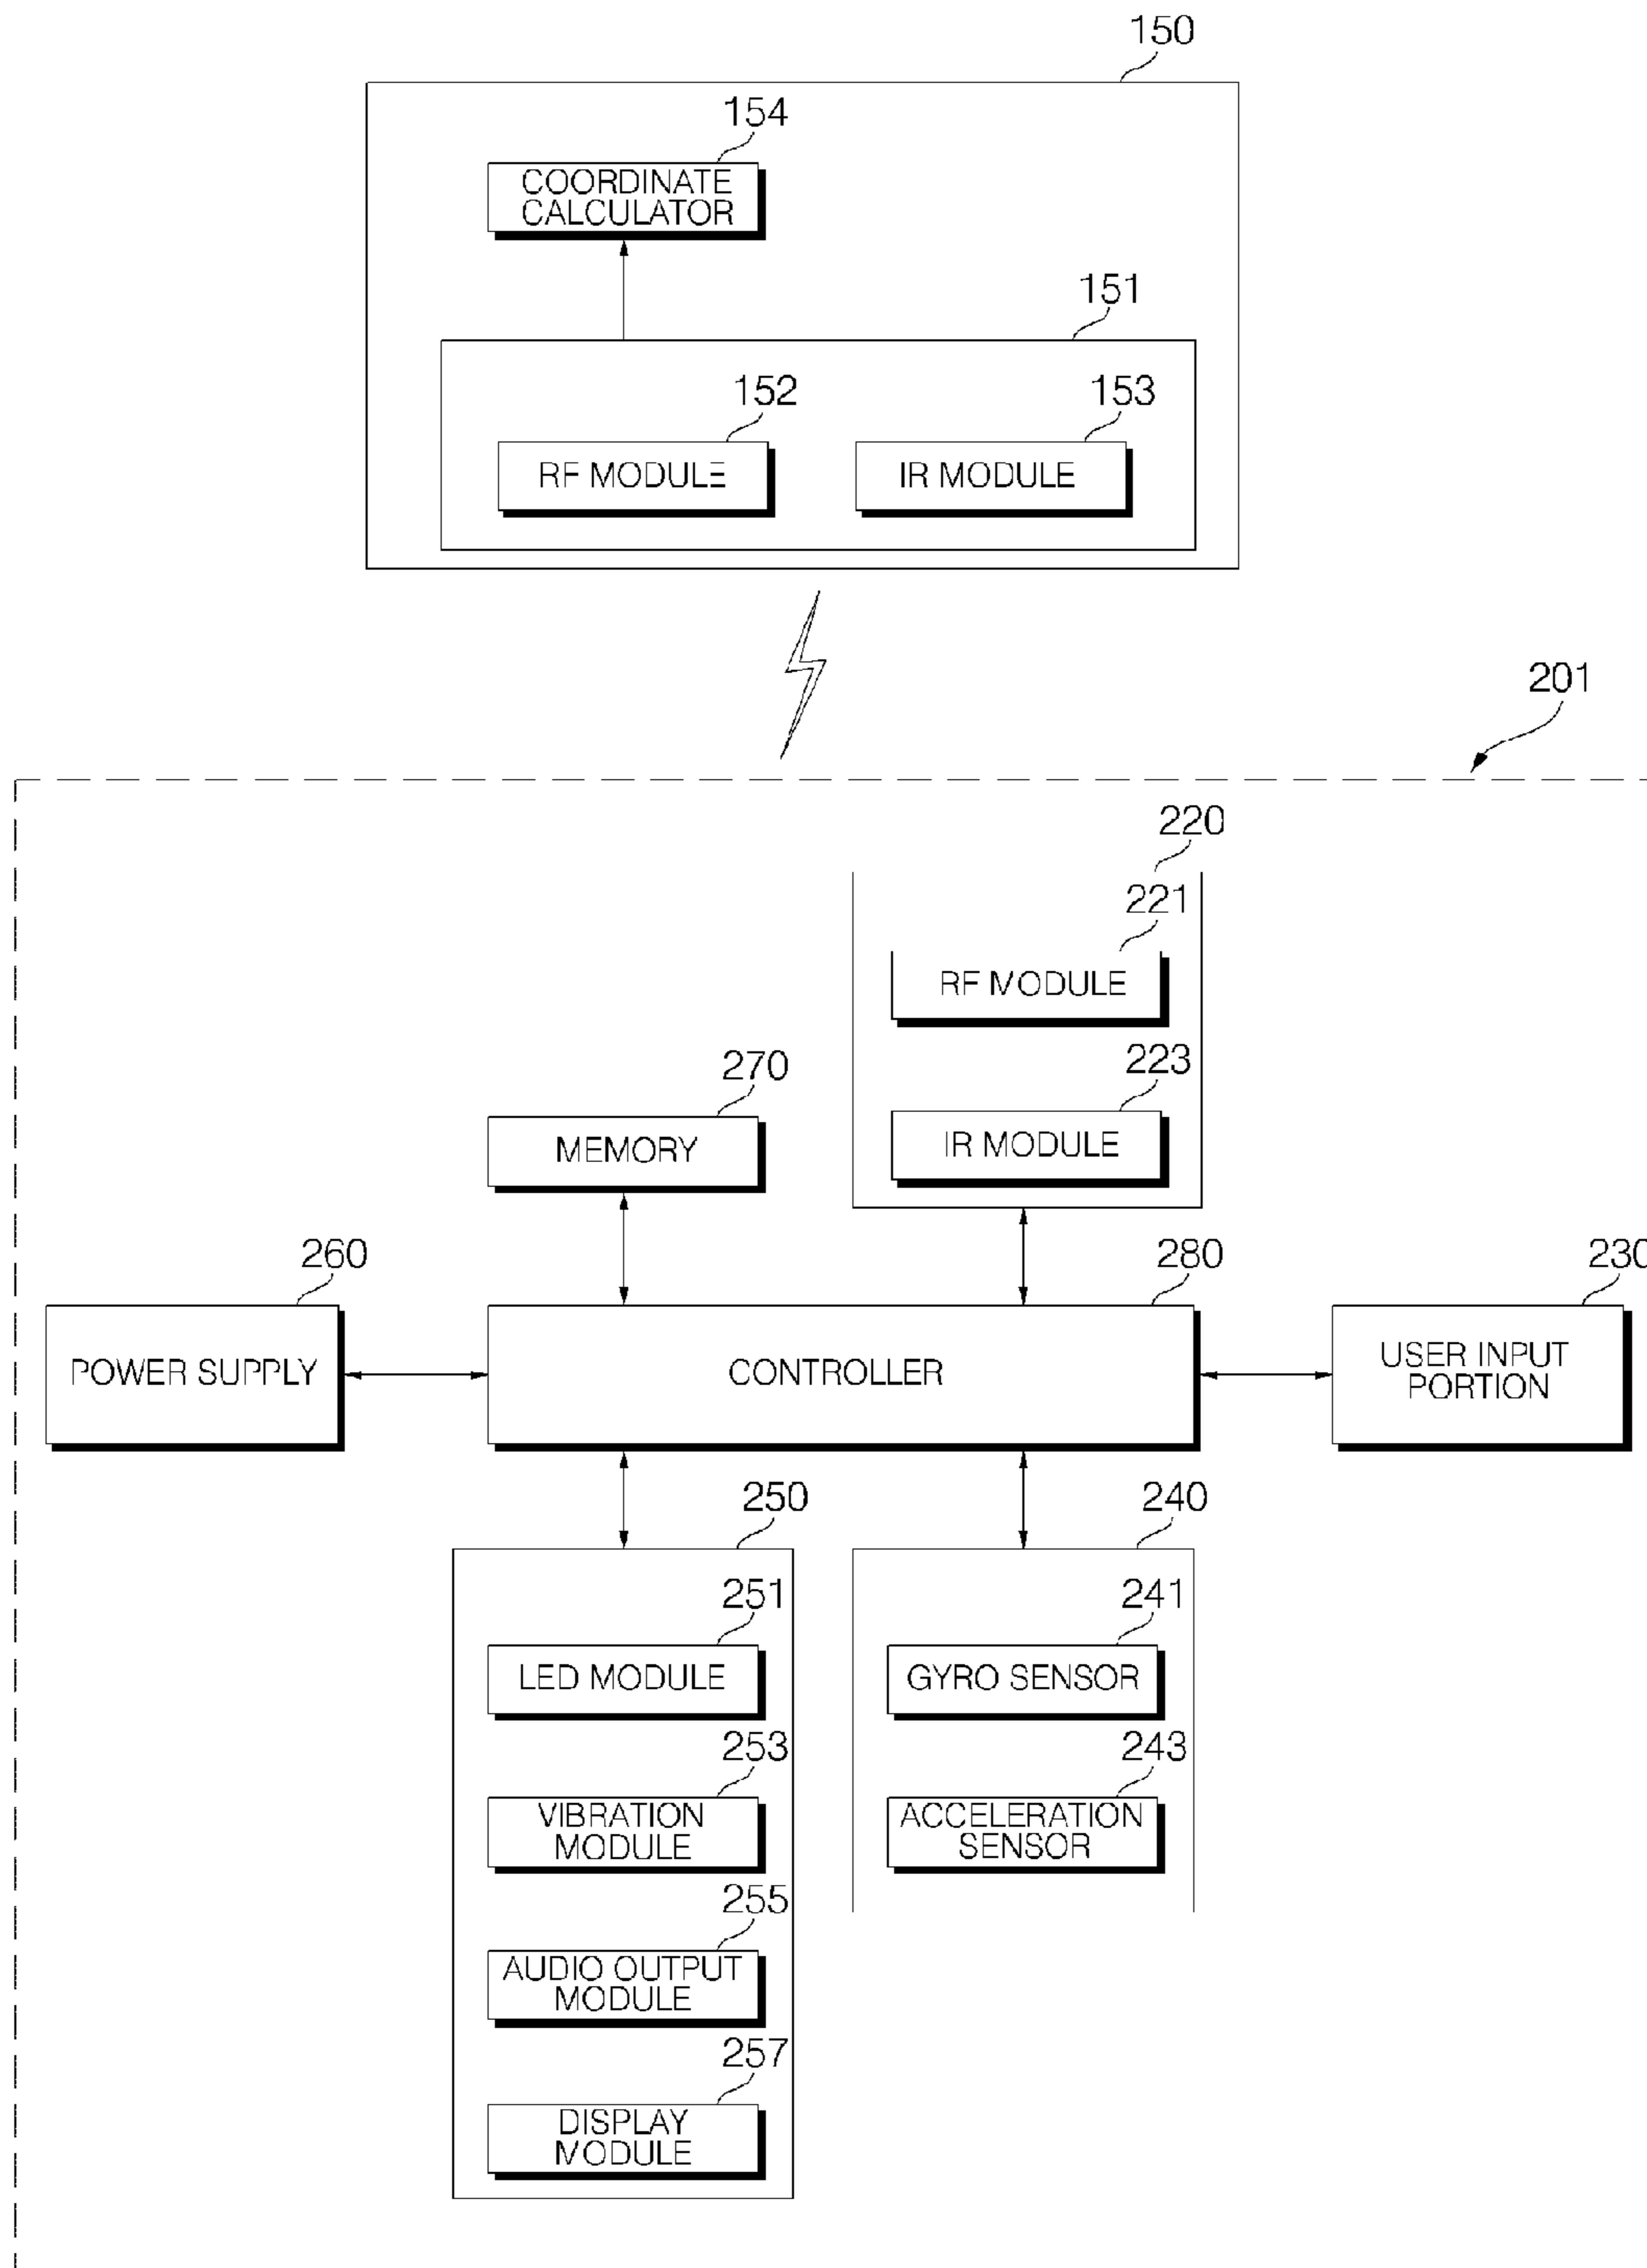 150
154
COORDINATE
CALCULATOR
151
152
153
RF MODULE
IR MODULE
201
220
221
RF MODULE
270
223
MEMORY
IR MODULE
260
280
230
POWER SUPPLY
CONTROLLER
USER INPUT
PORTION
250
240
251
241
LED MODULE
GYRO SENSOR
253
243
VIBRATION
MODULE
ACCELERATION
SENSOR
255
AUDIO OUTPUT
MODULE
257
DISPLAY
MODULE